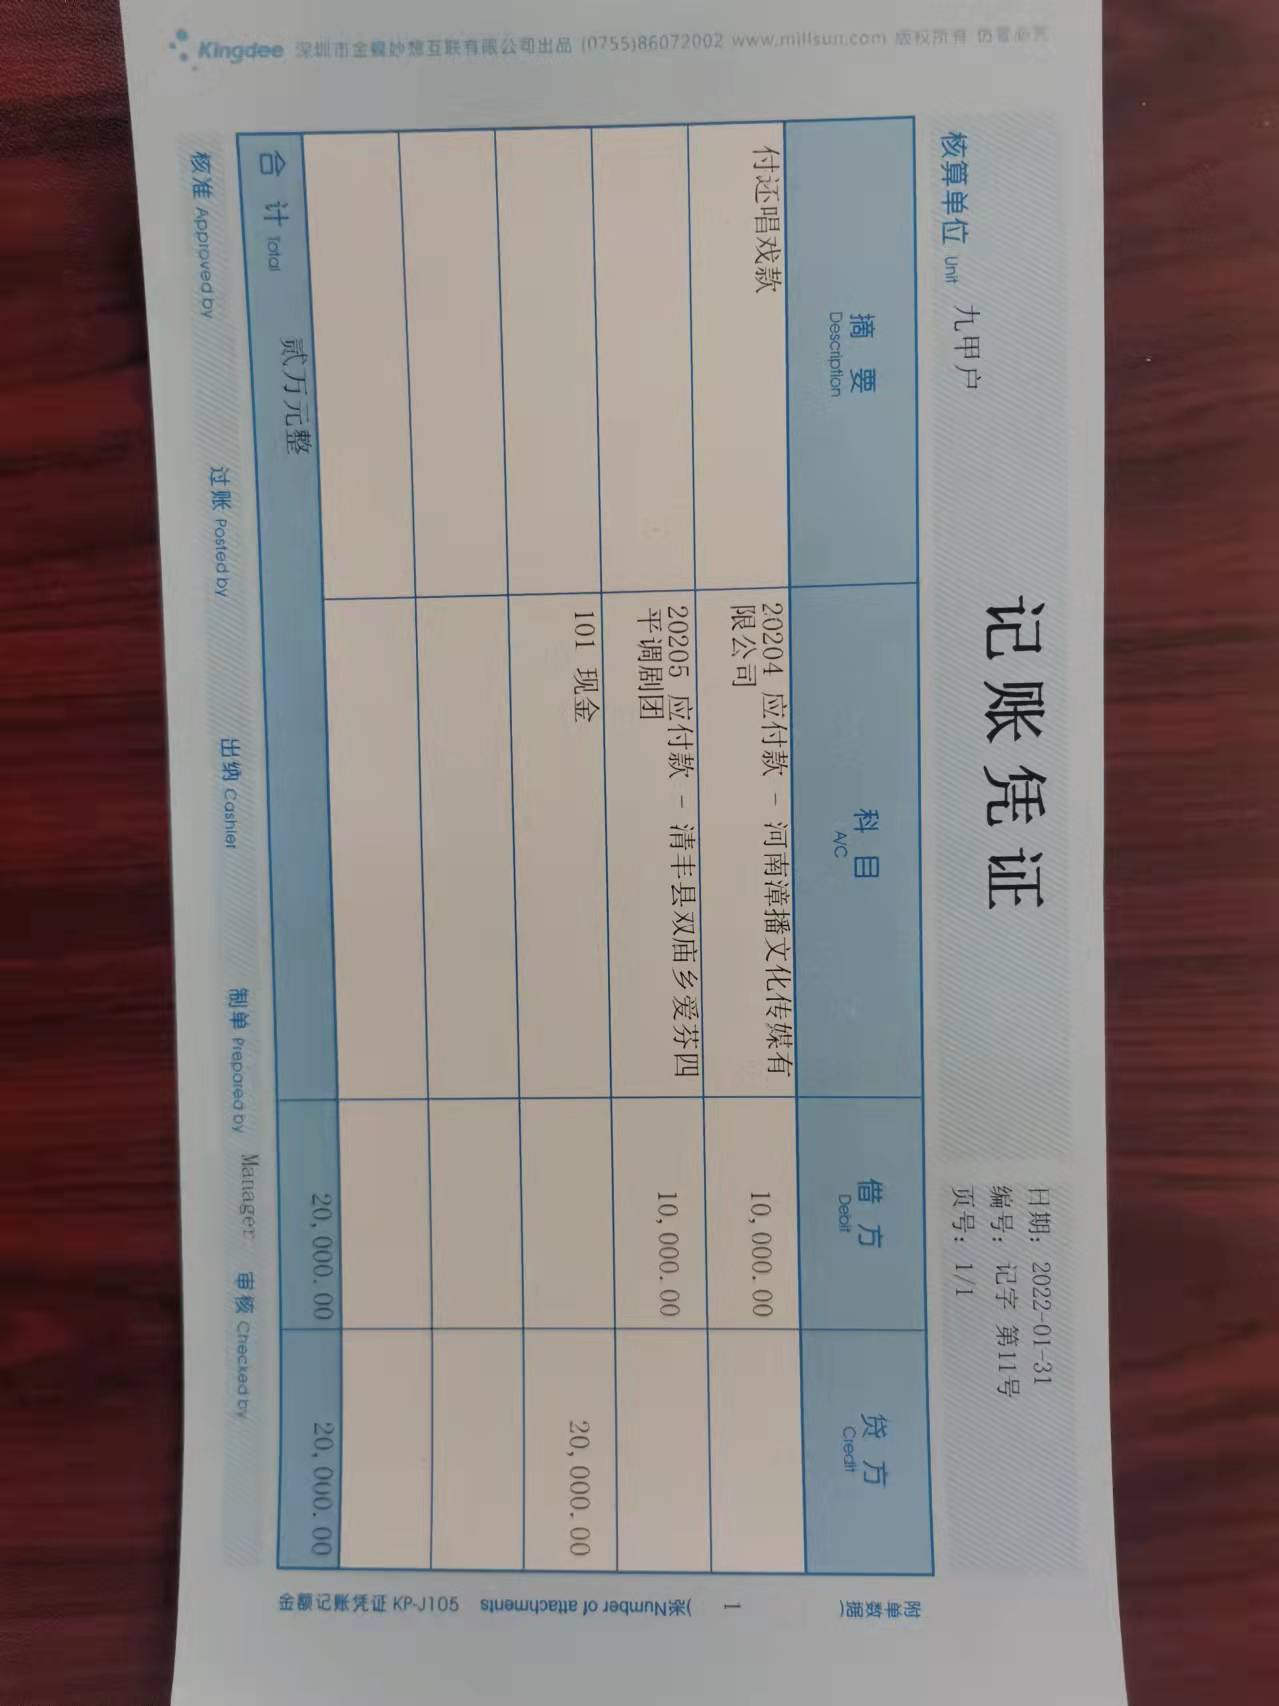 记账凭证
核算单位 Unit 九甲户
日期: 2022-01-31
编号: 记字 第11号
页号: 1/1
摘要 科目 借方 贷方
Description A/C Debit Credit
付还唱戏款 20204 应付款 - 河南漳播文化传媒有 10,000.00
限公司
20205 应付款 - 清丰县双庙乡爱芬四 10,000.00
平调剧团
101 现金 20,000.00
合计 Total 贰万元整 20,000.00 20,000.00
核准 Approved by 过账 Posted by 出纳 Cashier 制单 Prepared by Manager 审核 Checked by
附单数据( 1 )张(Number of attachments
金额记账凭证 KP-J105
Kingdee 深圳市金蝶妙想互联有限公司出品 (0755)86072002 www.millsun.com 版权所有 仿冒必究